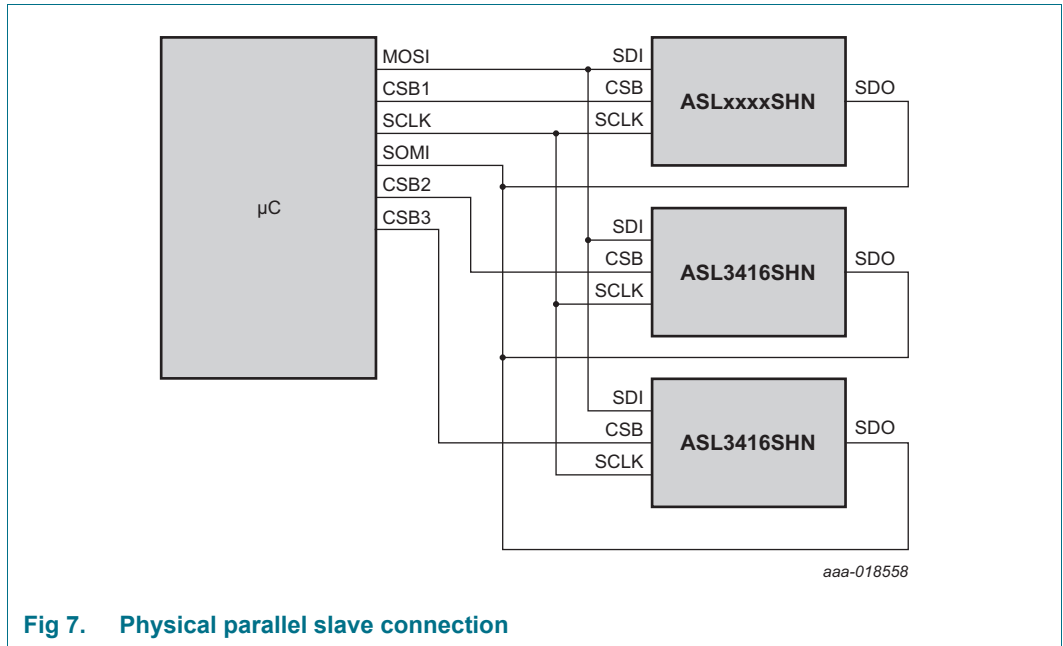 MOSI
CSB1
SCLK
SOMI
CSB2
CSB3
µC
SDI
CSB
SCLK
ASLxxxxSHN
SDO
SDI
CSB
SCLK
ASL3416SHN
SDO
SDI
CSB
SCLK
ASL3416SHN
SDO
aaa-018558
Fig 7. Physical parallel slave connection